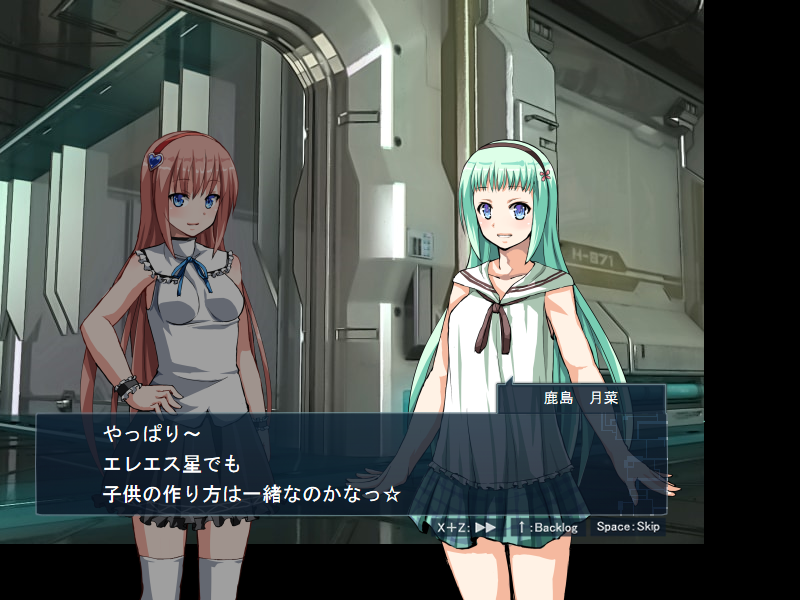 H-871
鹿島　月菜
やっぱり～
エレエス星でも
子供の作り方は一緒なのかなっ☆
X+Z:▶▶ ↑:Backlog Space:Skip